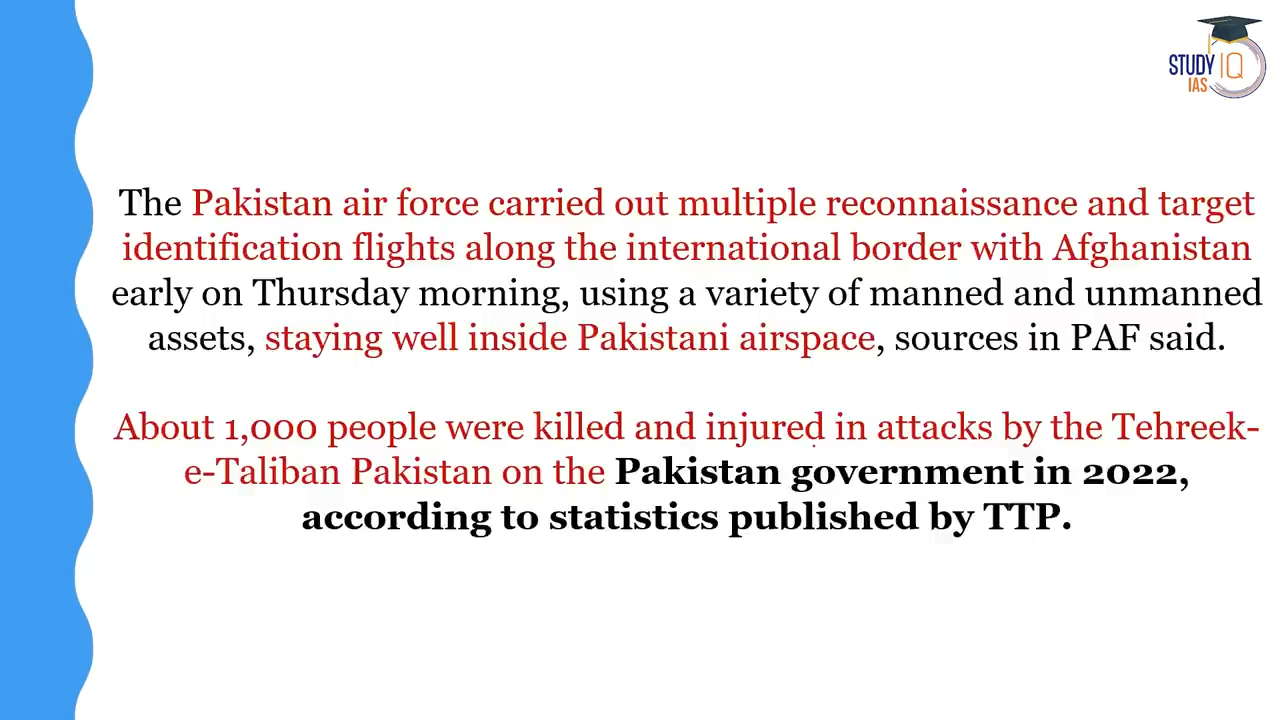 STUDY IQ
IAS
The Pakistan air force carried out multiple reconnaissance and target
identification flights along the international border with Afghanistan
early on Thursday morning, using a variety of manned and unmanned
assets, staying well inside Pakistani airspace, sources in PAF said.
About 1,000 people were killed and injured in attacks by the Tehreek-
e-Taliban Pakistan on the Pakistan government in 2022,
according to statistics published by TTP.